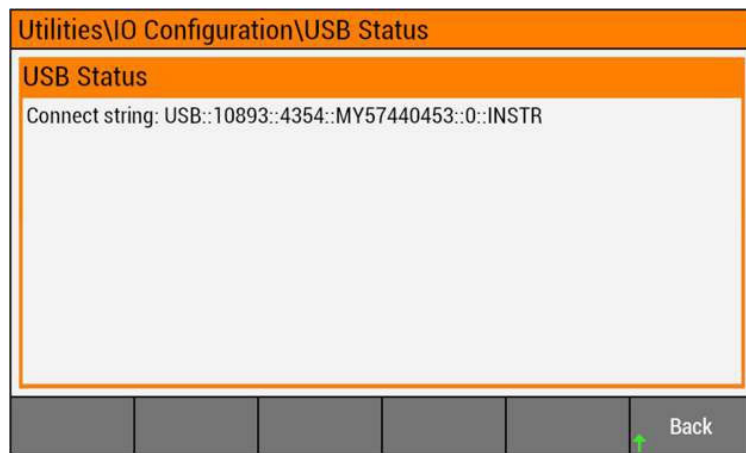 Utilities\IO Configuration\USB Status
USB Status
Connect string: USB::10893::4354::MY57440453::0::INSTR
Back